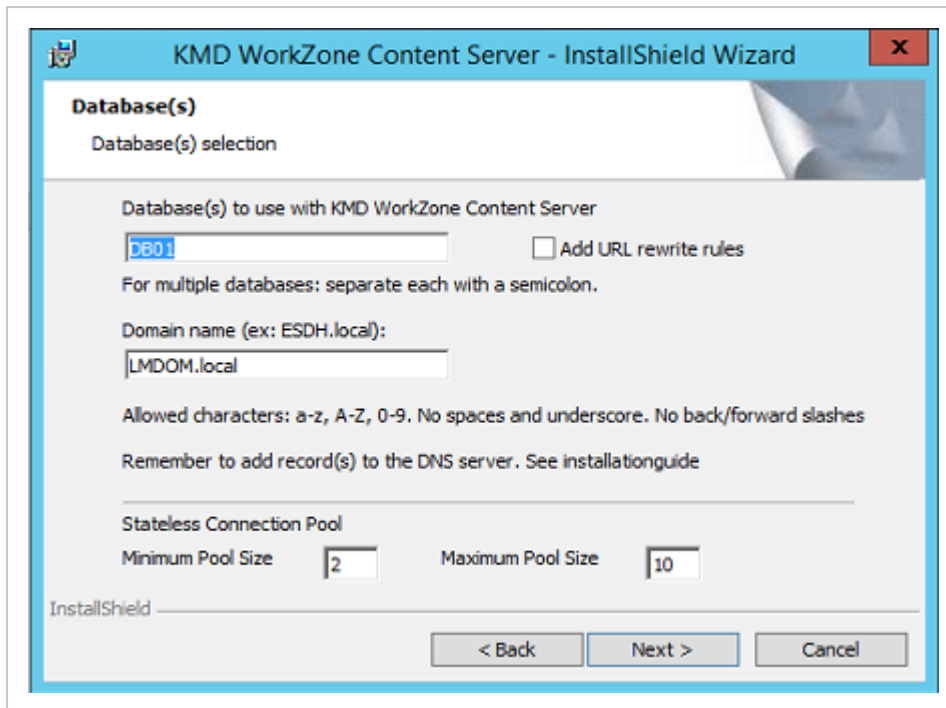 KMD WorkZone Content Server - InstallShield Wizard
x
Database(s)
Database(s) selection
Database(s) to use with KMD WorkZone Content Server
DB01
Add URL rewrite rules
For multiple databases: separate each with a semicolon.
Domain name (ex: ESDH.local):
LMDOM.local
Allowed characters: a-z, A-Z, 0-9. No spaces and underscore. No back/forward slashes
Remember to add record(s) to the DNS server. See installationguide
Stateless Connection Pool
Minimum Pool Size 2 Maximum Pool Size 10
InstallShield
< Back Next > Cancel